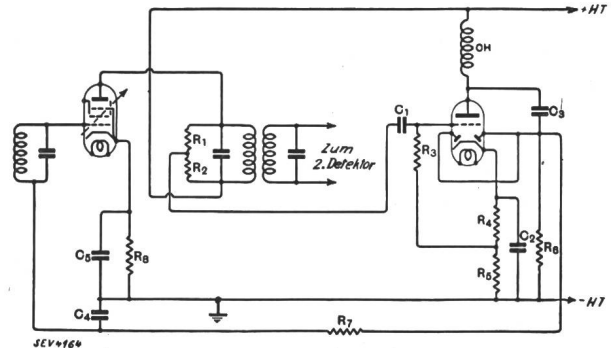 +HT
CH
C₁
C₃
R₁
R₂
R₃
Zum
2. Detektor
R₄
C₂
R₅
R₆
C₅
R₈
C₄
R₇
-HT
SEV4164